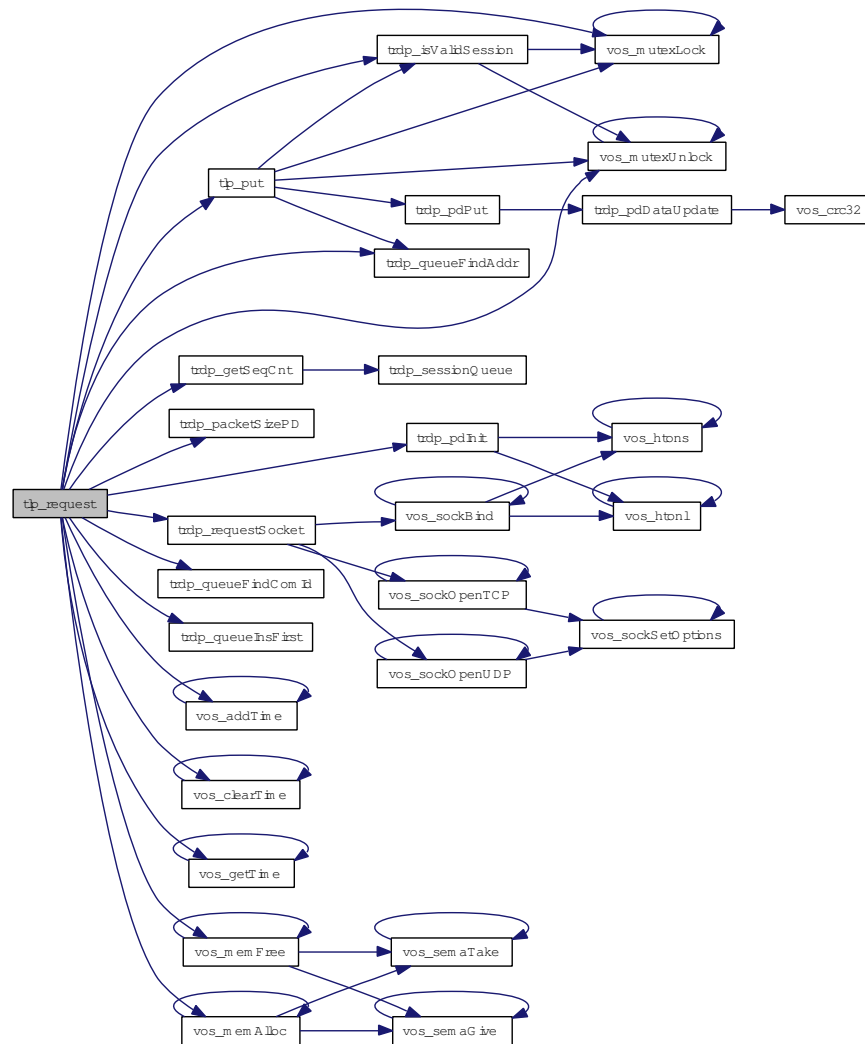 trdp_isValidSession
vos_mutexLock
vos_mutexUnlock
tlp_put
trdp_pdPut
trdp_pdDataUpdate
vos_crc32
trdp_queueFindAddr
trdp_getSeqCnt
trdp_sessionQueue
trdp_packetSizePD
trdp_pdInit
vos_htons
tlp_request
trdp_requestSocket
vos_sockBind
vos_htonl
trdp_queueFindComId
vos_sockOpenTCP
trdp_queueInsFirst
vos_sockSetOptions
vos_sockOpenUDP
vos_addTime
vos_clearTime
vos_getTime
vos_memFree
vos_semaTake
vos_memAlloc
vos_semaGive